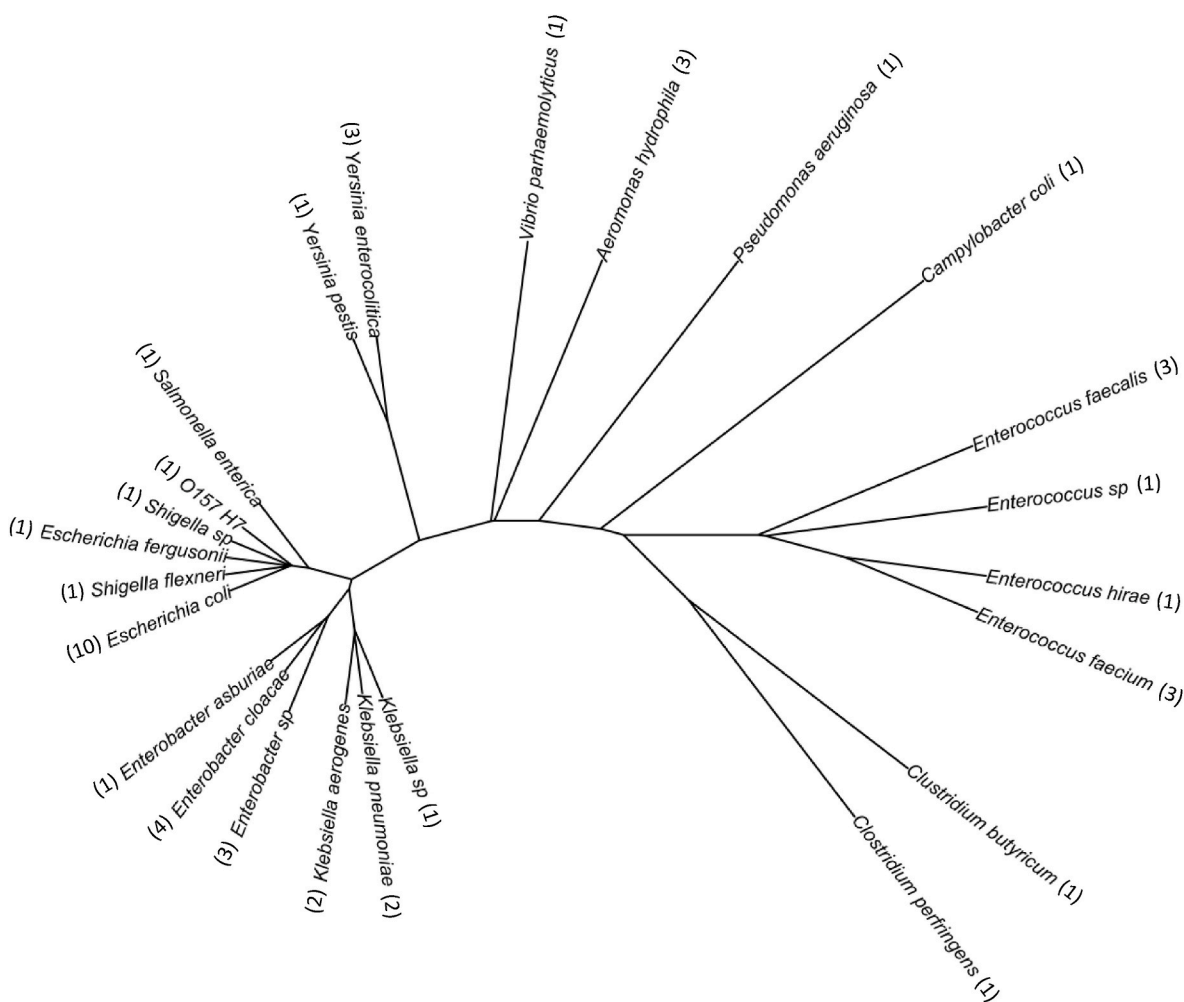 Vibrio parhaemolyticus (1)
Aeromonas hydrophila (3)
Pseudomonas aeruginosa (1)
Campylobacter coli (1)
Enterococcus faecalis (3)
Enterococcus sp (1)
Enterococcus hirae (1)
Enterococcus faecium (3)
Clustridium butyricum (1)
Clostridium perfringens (1)
Klebsiella sp (1)
Klebsiella pneumoniae (2)
(2) Klebsiella aerogenes
(3) Enterobacter sp
(4) Enterobacter cloacae
(1) Enterobacter asburiae
(10) Escherichia coli
(1) Shigella flexneri
(1) Escherichia fergusonii
(1) Shigella sp
(1) O157 H7
(1) Salmonella enterica
(1) Yersinia pestis
(3) Yersinia enterocolitica